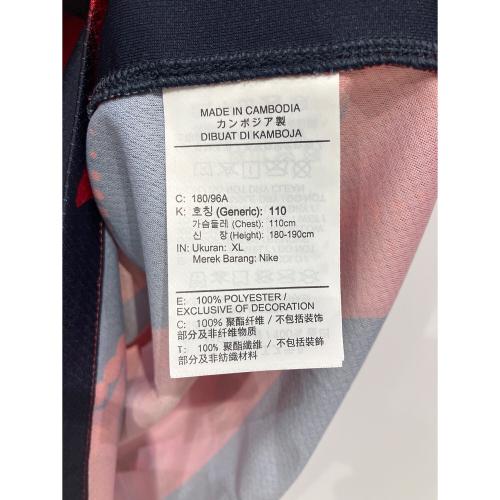 MADE IN CAMBODIA
カンボジア製
DIBUAT DI KAMBOJA
C: 180/96A
K: 호칭 (Generic): 110
가슴둘레 (Chest): 110cm
신 장 (Height): 180-190cm
IN: Ukuran: XL
Merek Barang: Nike
E: 100% POLYESTER /
EXCLUSIVE OF DECORATION
C: 100% 聚酯纤维 / 不包括装饰
部分及非纤维物质
T: 100% 聚酯纖維 / 不包括裝飾
部分及非紡織材料